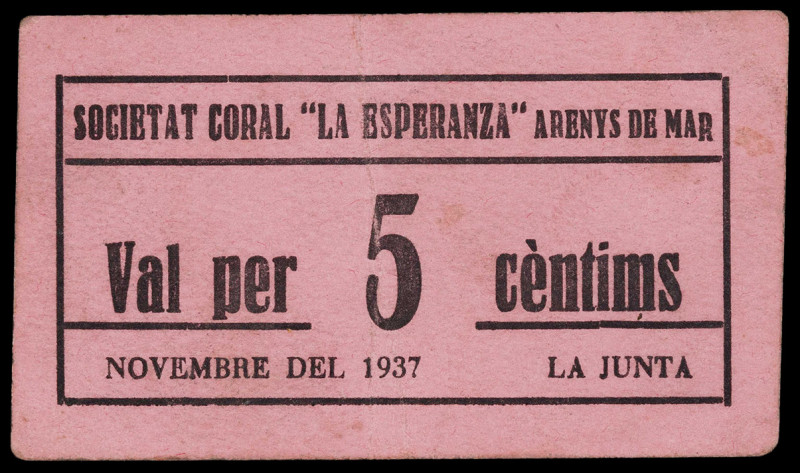 SOCIETAT CORAL "LA ESPERANZA" ARENYS DE MAR
Val per 5 cèntims
NOVEMBRE DEL 1937 LA JUNTA